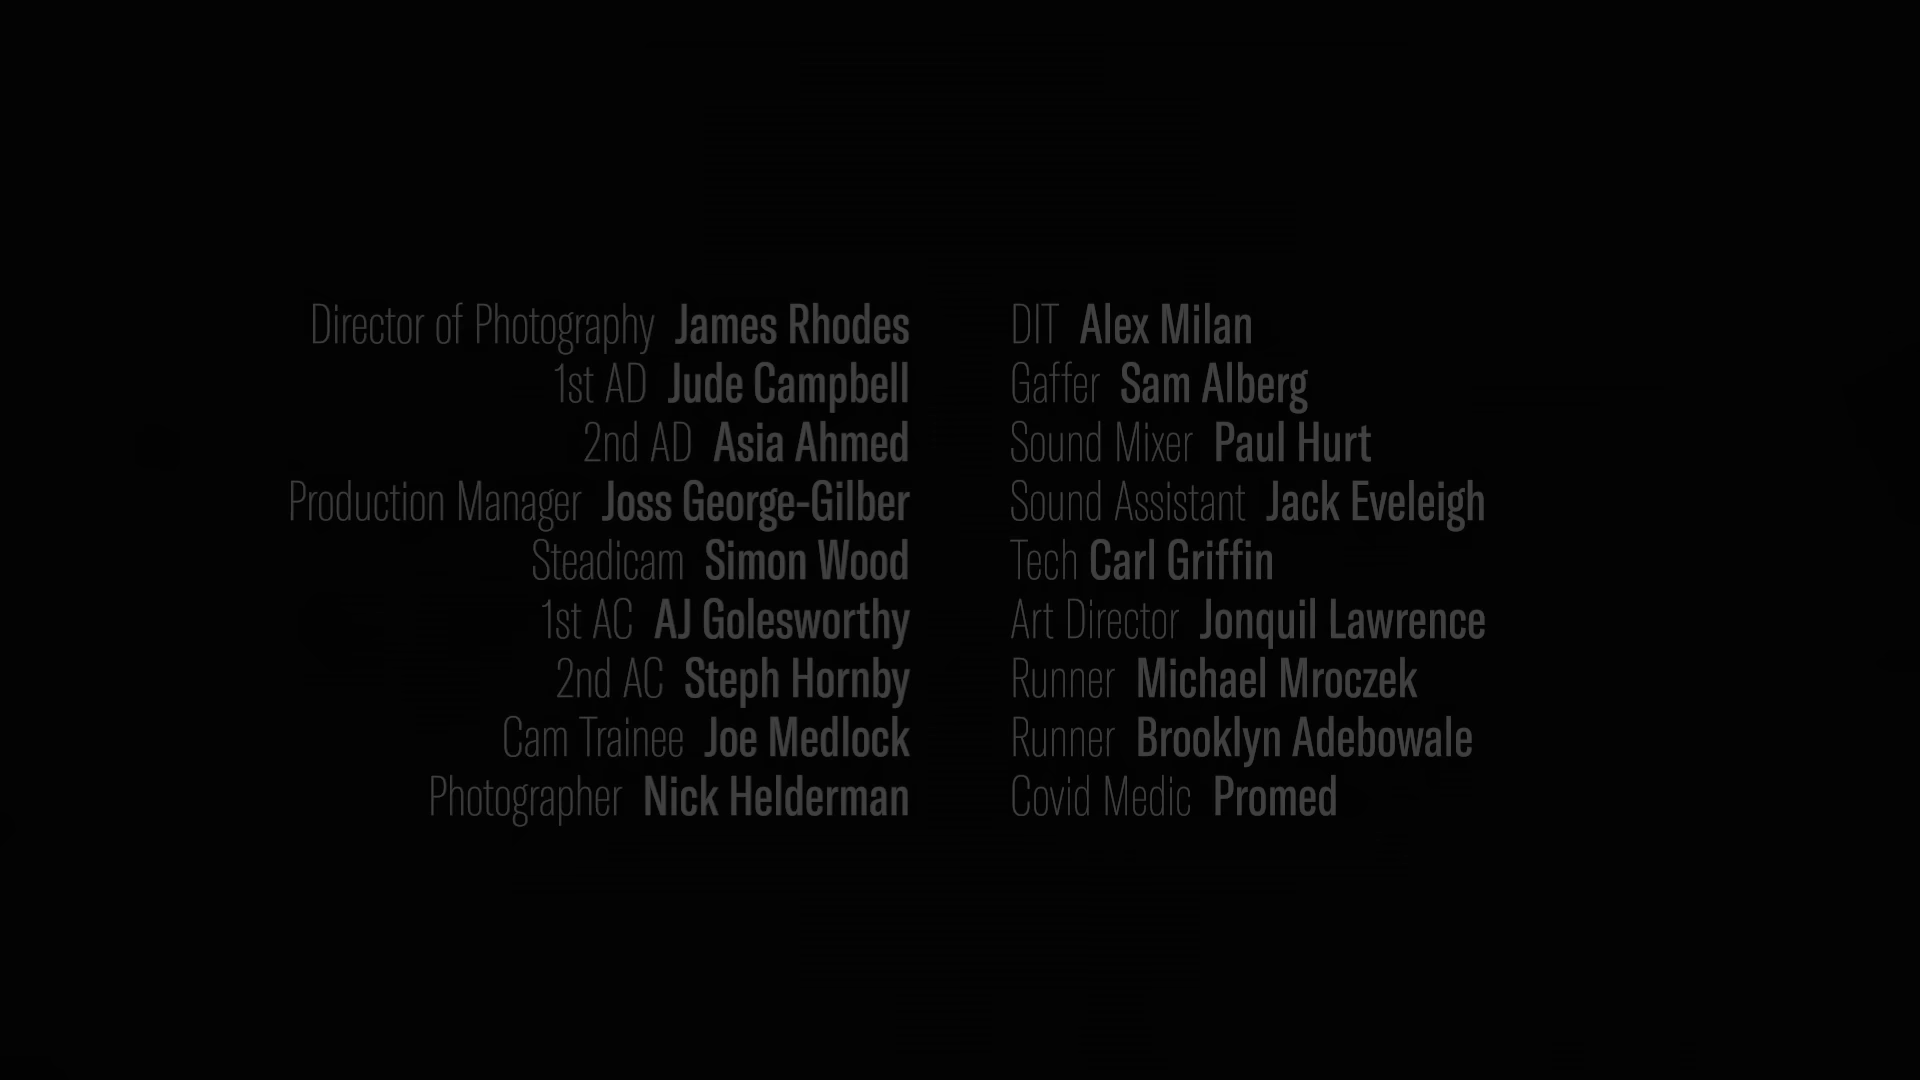 Director of Photography James Rhodes
1st AD Jude Campbell
2nd AD Asia Ahmed
Production Manager Joss George-Gilber
Steadicam Simon Wood
1st AC AJ Golesworthy
2nd AC Steph Hornby
Cam Trainee Joe Medlock
Photographer Nick Helderman
DIT Alex Milan
Gaffer Sam Alberg
Sound Mixer Paul Hurt
Sound Assistant Jack Eveleigh
Tech Carl Griffin
Art Director Jonquil Lawrence
Runner Michael Mroczek
Runner Brooklyn Adebowale
Covid Medic Promed